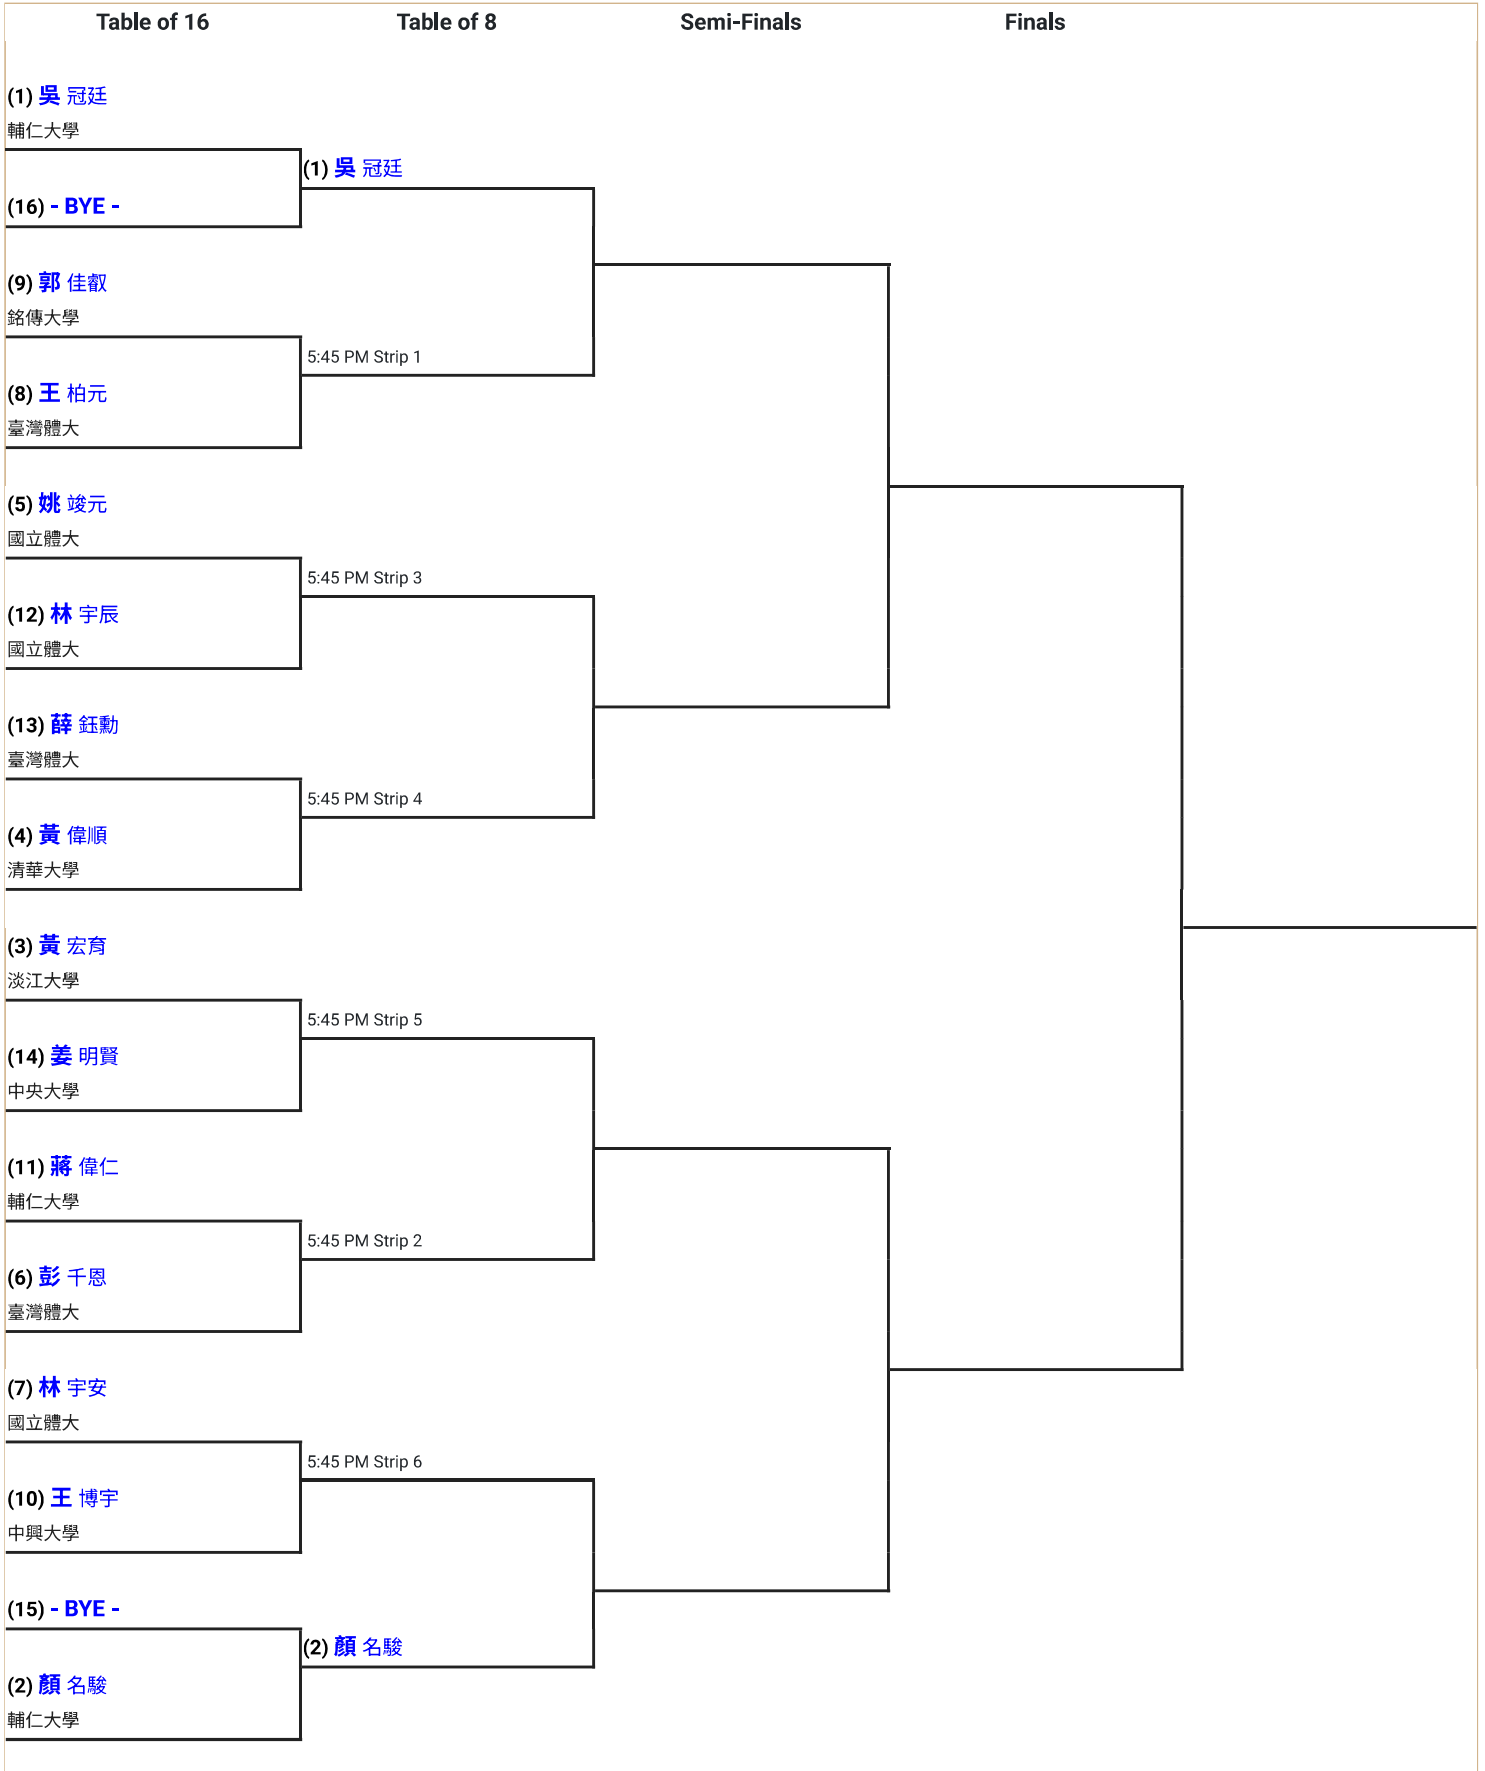 Table of 16 Table of 8 Semi-Finals Finals
(1) 吳 冠廷
輔仁大學
(1) 吳 冠廷
(16) - BYE -
(9) 郭 佳叡
銘傳大學
5:45 PM Strip 1
(8) 王 柏元
臺灣體大
(5) 姚 竣元
國立體大
5:45 PM Strip 3
(12) 林 宇辰
國立體大
(13) 薛 鈺勳
臺灣體大
5:45 PM Strip 4
(4) 黃 偉順
清華大學
(3) 黃 宏育
淡江大學
5:45 PM Strip 5
(14) 姜 明賢
中央大學
(11) 蔣 偉仁
輔仁大學
5:45 PM Strip 2
(6) 彭 千恩
臺灣體大
(7) 林 宇安
國立體大
5:45 PM Strip 6
(10) 王 博宇
中興大學
(15) - BYE -
(2) 顏 名駿
(2) 顏 名駿
輔仁大學